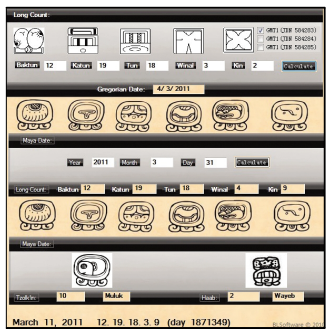 Long Count:
GMT1 (JDN 584283)
GMT1 (JDN 584284)
GMT1 (JDN 584285)
Baktun 12 Katun 19 Tun 18 Winal 3 Kin 2 Calculate
Gregorian Date: 4/ 3/ 2011
Maya Date:
Year 2011 Month 3 Day 31 Calculate
Long Count: Baktun 12 Katun 19 Tun 18 Winal 4 Kin 9
Maya Date:
Tzolkin: 10 Muluk Haab: 2 Wayeb
March 11, 2011 12. 19. 18. 3. 9 (day 1871349)
BLSoftware © 201